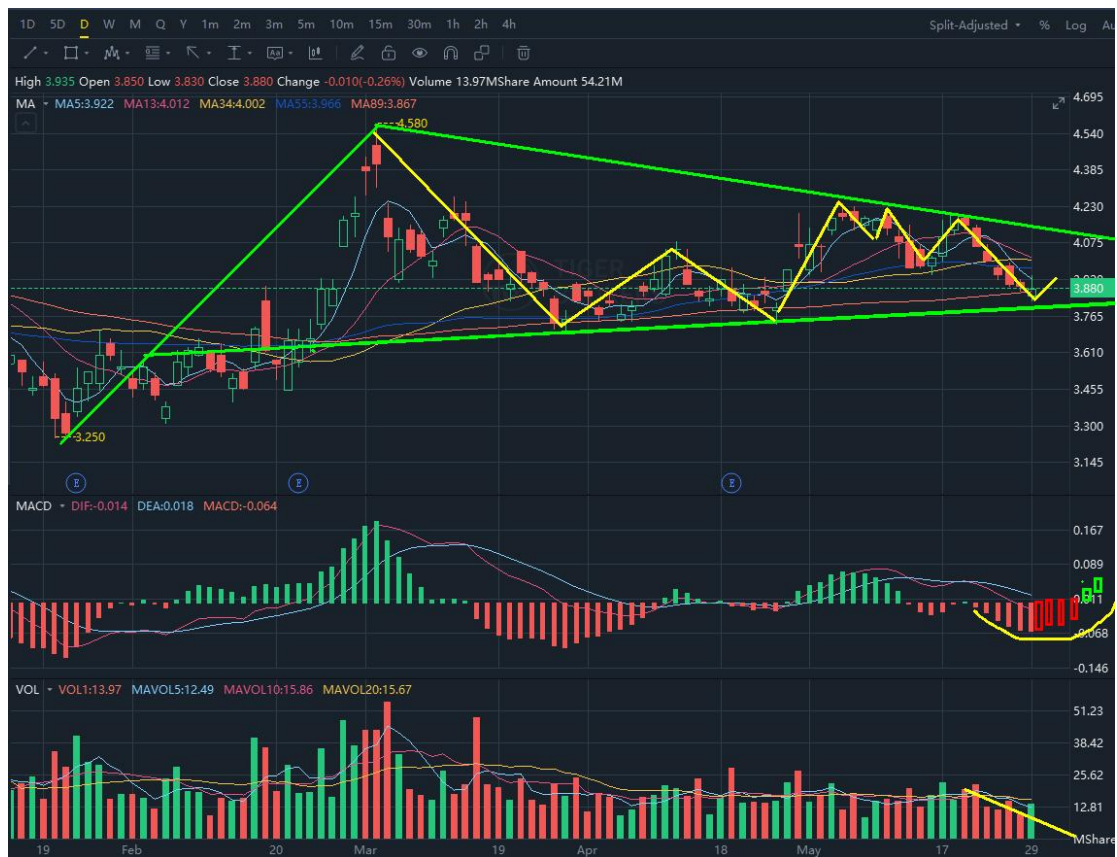 1D 5D D W M Q Y 1m 2m 3m 5m 10m 15m 30m 1h 2h 4h Split-Adjusted % Log Au
Aa
High 3.935 Open 3.850 Low 3.830 Close 3.880 Change -0.010(-0.26%) Volume 13.97MShare Amount 54.21M
MA MA5:3.922 MA13:4.012 MA34:4.002 MA55:3.966 MA89:3.867
4.695
4.580
4.540
4.385
4.230
4.075
TIGER
3.880
3.765
3.610
3.455
3.250
3.300
3.145
E E E
MACD DIF:-0.014 DEA:0.018 MACD:-0.064
0.167
0.089
0.011
-0.068
-0.146
VOL VOL1:13.97 MAVOL5:12.49 MAVOL10:15.86 MAVOL20:15.67
51.23
38.42
25.62
12.81
MShare
19 Feb 20 Mar 19 Apr 18 May 17 29